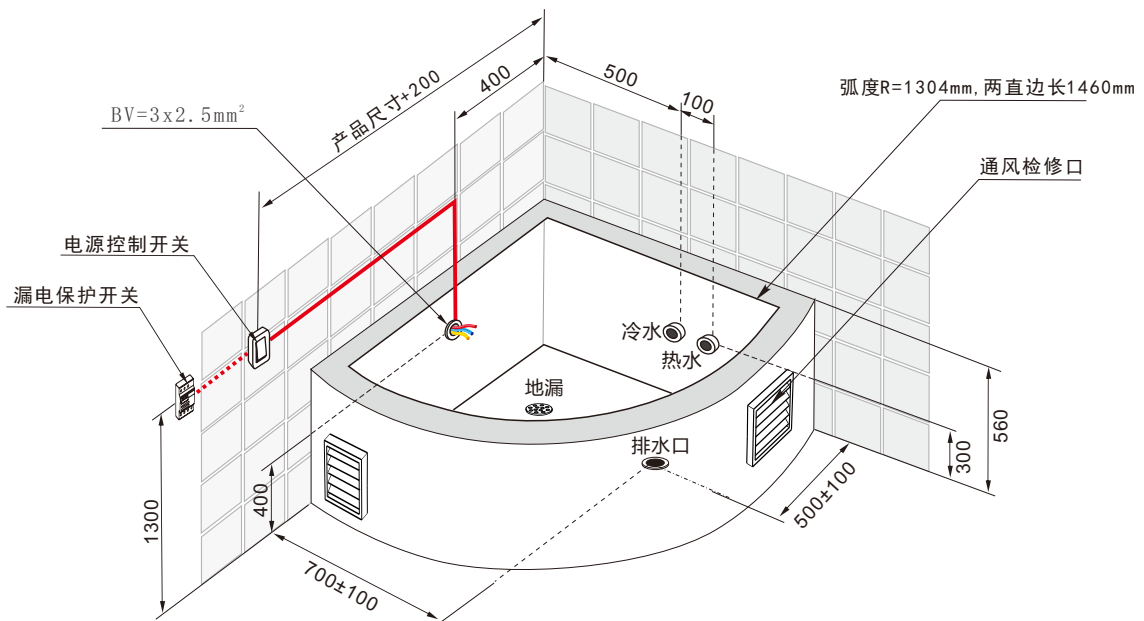 产品尺寸+200
400
500
100
弧度R=1304mm,两直边长1460mm
BV=3x2.5mm²
通风检修口
电源控制开关
漏电保护开关
冷水
热水
地漏
排水口
560
300
500±100
400
1300
700±100